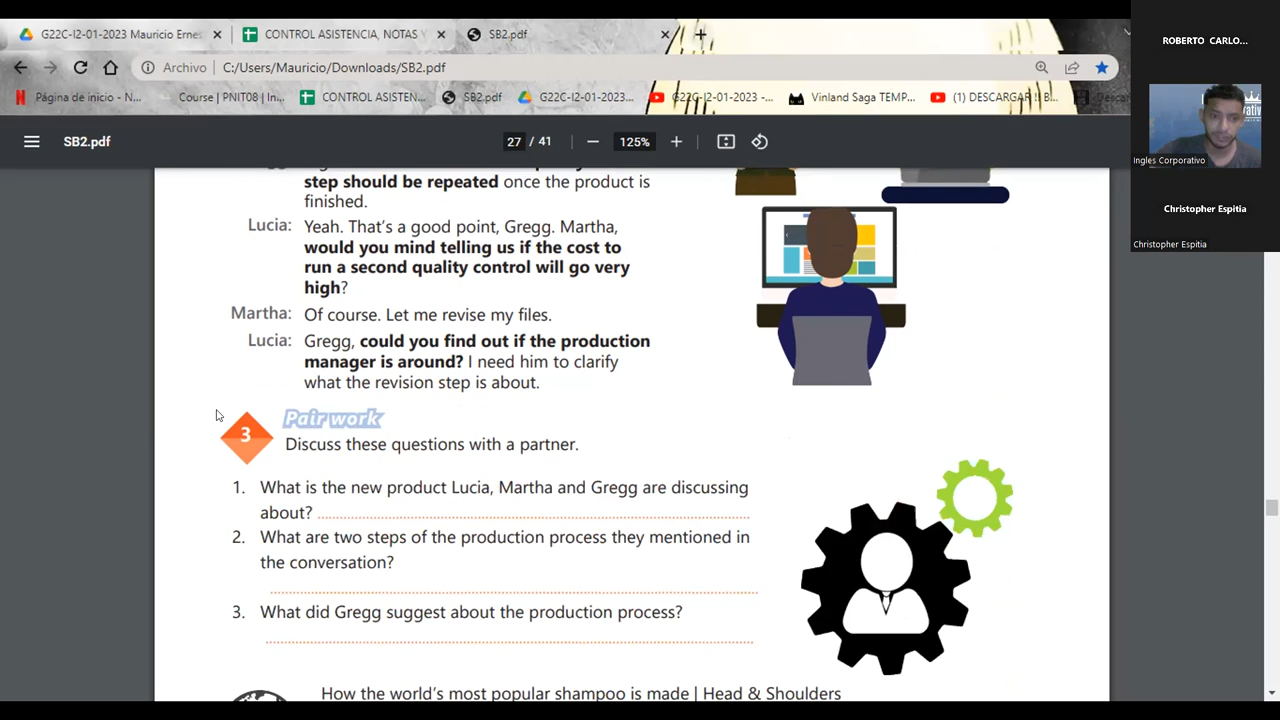 G22C-I2-01-2023 Mauricio Ernes
CONTROL ASISTENCIA, NOTAS Y
SB2.pdf
Archivo
C:/Users/Mauricio/Downloads/SB2.pdf
Página de inicio - N...
Course | PNIT08 | In...
CONTROL ASISTEN...
SB2.pdf
G22C-I2-01-2023...
G22C-I2-01-2023 -...
Vinland Saga TEMP...
(1) DESCARGAR !! B...
SB2.pdf
27 / 41
125%
ROBERTO CARLO...
Ingles Corporativo
Christopher Espitia
Christopher Espitia
step should be repeated once the product is
finished.
Lucia: Yeah. That's a good point, Gregg. Martha,
would you mind telling us if the cost to
run a second quality control will go very
high?
Martha: Of course. Let me revise my files.
Lucia: Gregg, could you find out if the production
manager is around? I need him to clarify
what the revision step is about.
3
Pair work
Discuss these questions with a partner.
1. What is the new product Lucia, Martha and Gregg are discussing
about?
2. What are two steps of the production process they mentioned in
the conversation?
3. What did Gregg suggest about the production process?
How the world's most popular shampoo is made | Head & Shoulders